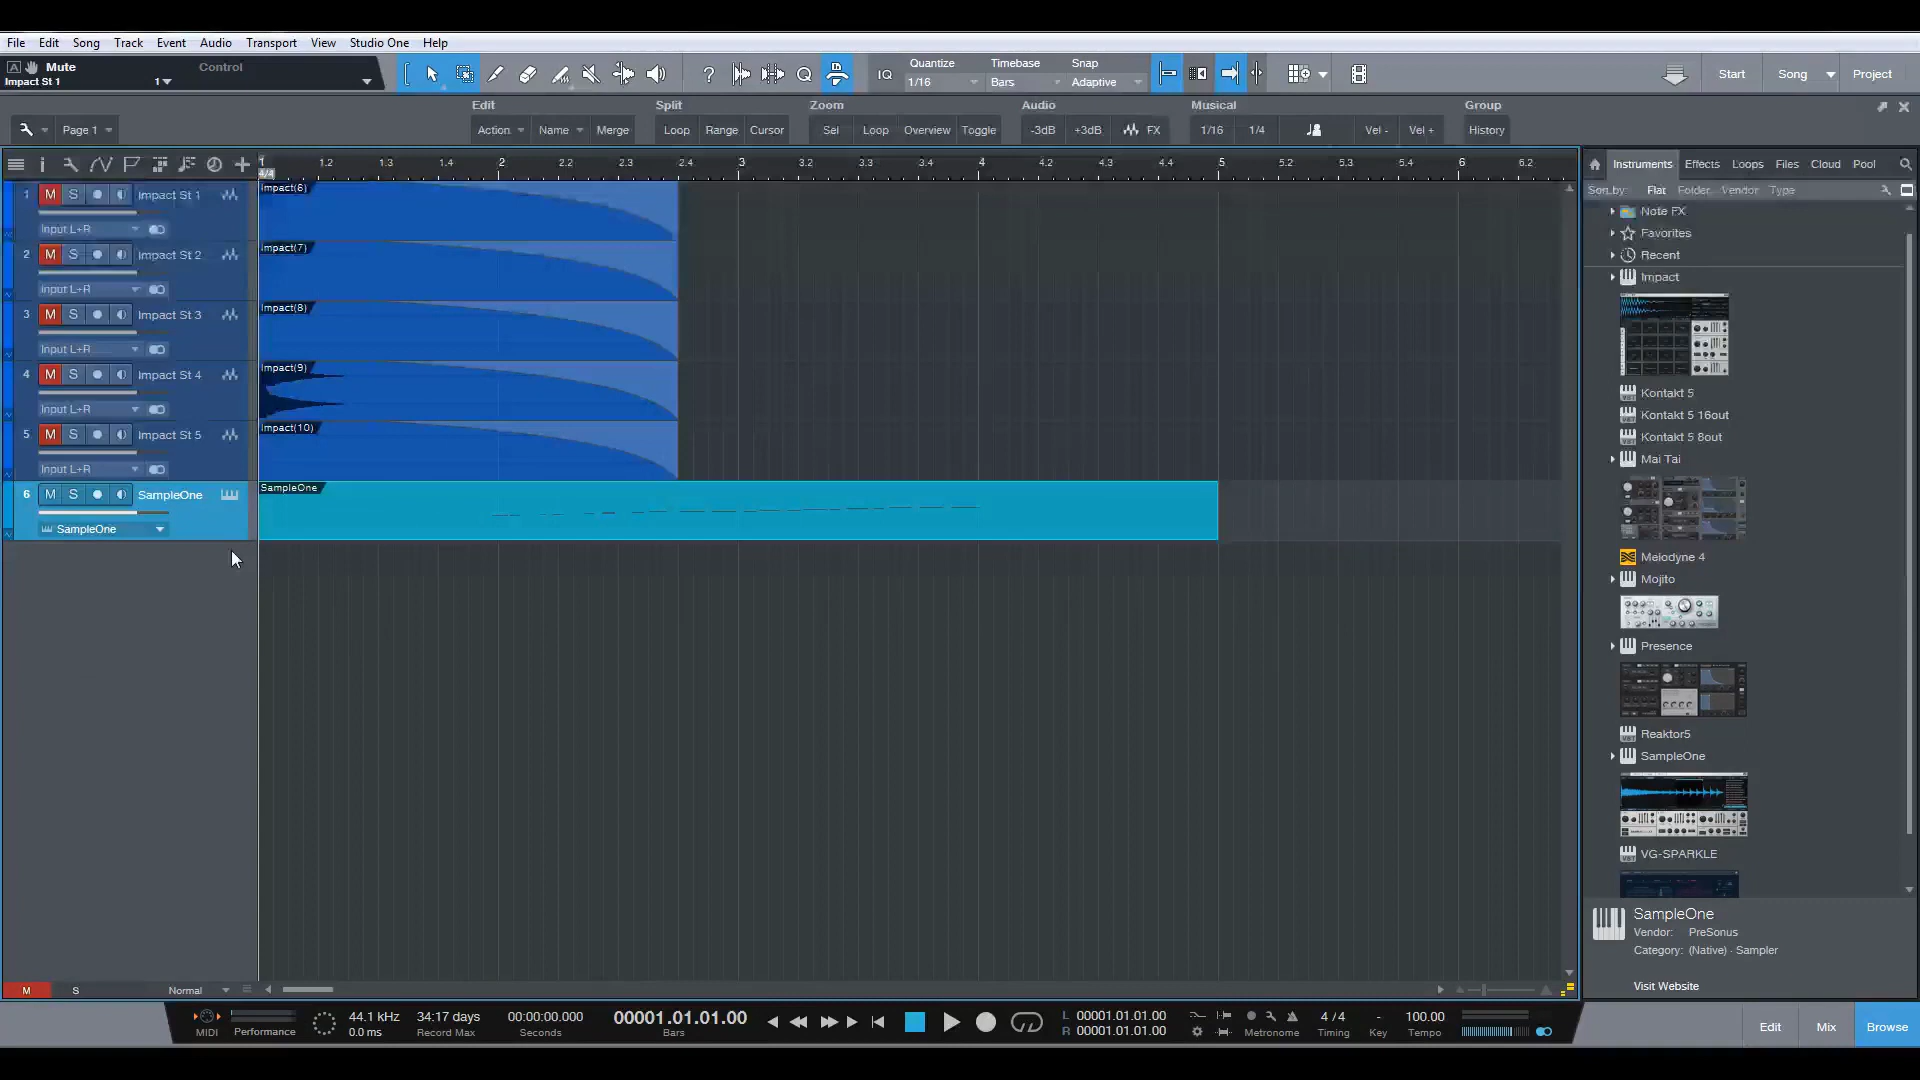 File Edit Song Track Event Audio Transport View Studio One Help
A Mute Control
Impact St 1 1
? Q IQ Quantize Timebase Snap Start Song Project
1/16 Bars Adaptive
Edit Split Zoom Audio Musical Group
Page 1 Action Name Merge Loop Range Cursor Sel Loop Overview Toggle -3dB +3dB FX 1/16 1/4 Vel - Vel + History
1 1.2 1.3 1.4 2 2.2 2.3 2.4 3 3.2 3.3 3.4 4 4.2 4.3 4.4 5 5.2 5.3 5.4 6 6.2
4/4
1 M S Impact St 1
Input L+R
2 M S Impact St 2
Input L+R
3 M S Impact St 3
Input L+R
4 M S Impact St 4
Input L+R
5 M S Impact St 5
Input L+R
6 M S SampleOne
SampleOne
Impact(6)
Impact(7)
Impact(8)
Impact(9)
Impact(10)
SampleOne
Instruments Effects Loops Files Cloud Pool
Sort by: Flat Folder Vendor Type
Note FX
Favorites
Recent
Impact
Kontakt 5
Kontakt 5 16out
Kontakt 5 8out
Mai Tai
Melodyne 4
Mojito
Presence
Reaktor5
SampleOne
VG-SPARKLE
SampleOne
Vendor: PreSonus
Category: (Native) · Sampler
Visit Website
M S Normal
MIDI Performance
44.1 kHz
0.0 ms
34:17 days
Record Max
00:00:00.000
Seconds
00001.01.01.00
Bars
L 00001.01.01.00
R 00001.01.01.00
Metronome
4 / 4
Timing
-
Key
100.00
Tempo
Edit Mix Browse